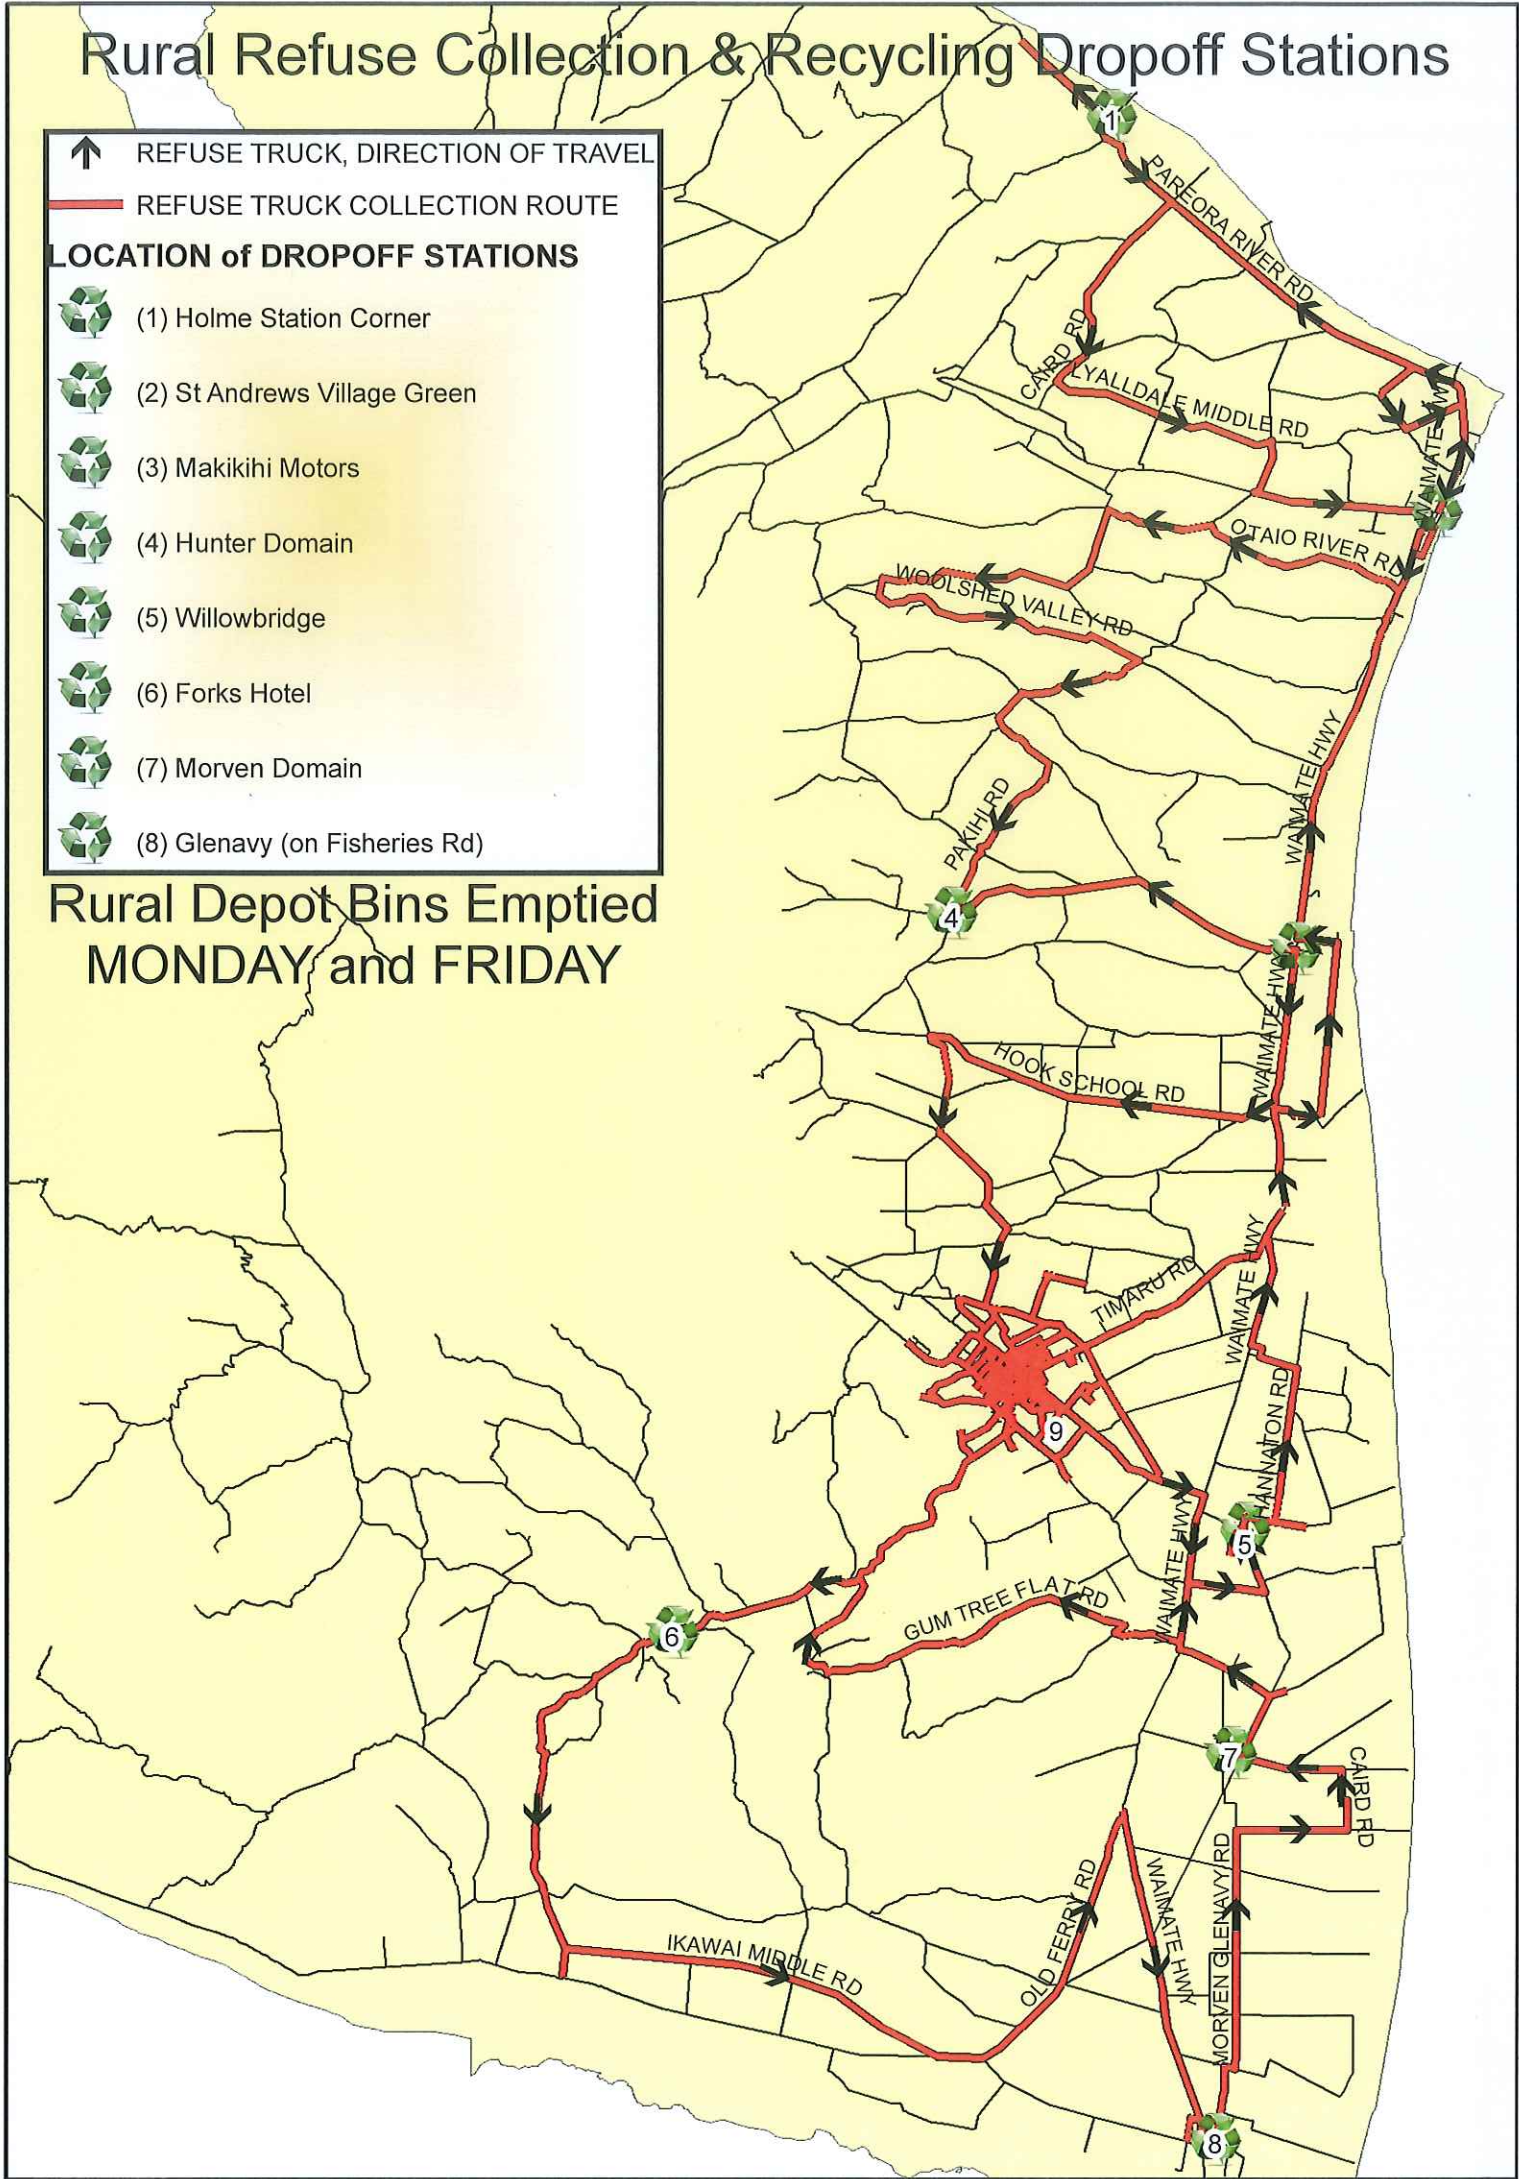 Rural Refuse Collection & Recycling Dropoff Stations
REFUSE TRUCK, DIRECTION OF TRAVEL
REFUSE TRUCK COLLECTION ROUTE
LOCATION of DROPOFF STATIONS
(1) Holme Station Corner
(2) St Andrews Village Green
(3) Makikihi Motors
(4) Hunter Domain
(5) Willowbridge
(6) Forks Hotel
(7) Morven Domain
(8) Glenavy (on Fisheries Rd)
Rural Depot Bins Emptied
MONDAY and FRIDAY
1
PAREORA RIVER RD
CAIRD RD
LYALLDALE MIDDLE RD
WAIMATE HWY
OTAIO RIVER RD
WOOLSHED VALLEY RD
WAIMATE HWY
PAKIHI RD
4
WAIMATE HWY
HOOK SCHOOL RD
TIMARU RD
WAIMATE HWY
HANNATON RD
9
5
WAIMATE HWY
GUM TREE FLAT RD
6
7
CAIRD RD
OLD FERRY RD
WAIMATE HWY
MORVEN GLENAVY RD
IKAWAI MIDDLE RD
8